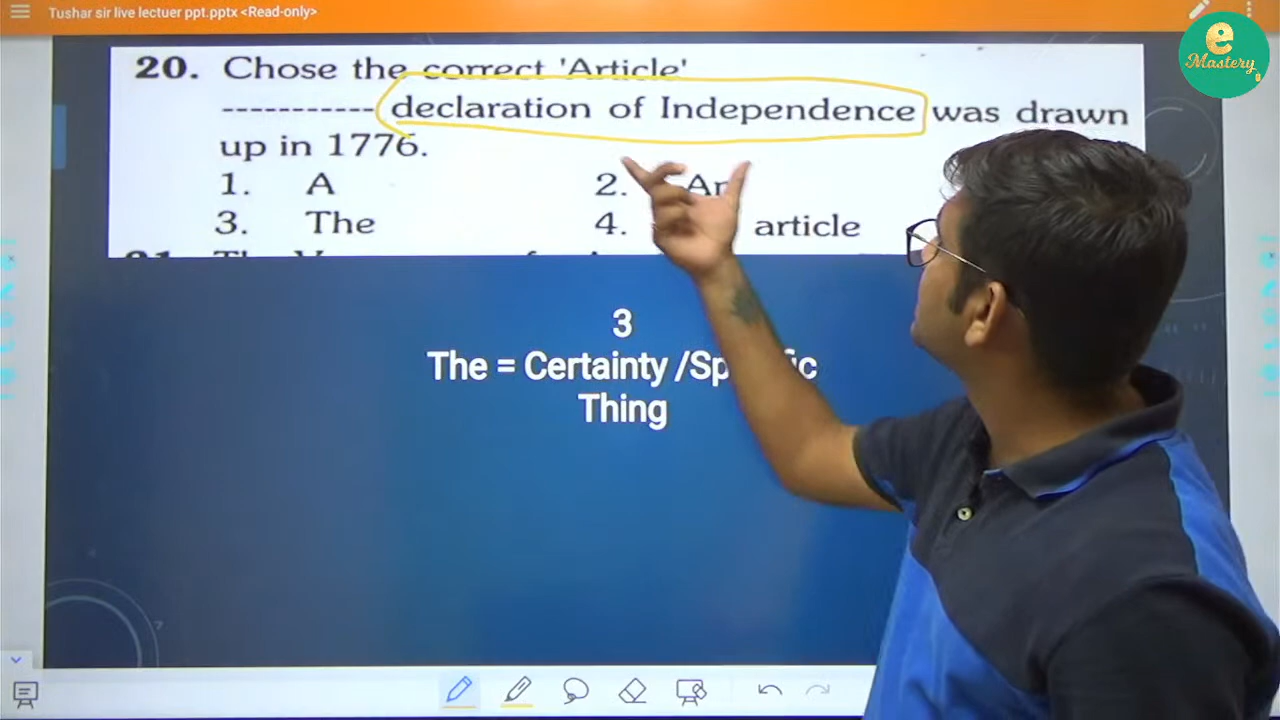 Tushar sir live lectuer ppt.pptx <Read-only>
e
Mastery
20. Chose the correct 'Article'
----------- declaration of Independence was drawn
up in 1776.
1. A 2.
3. The 4. article
3
The = Certainty
Thing